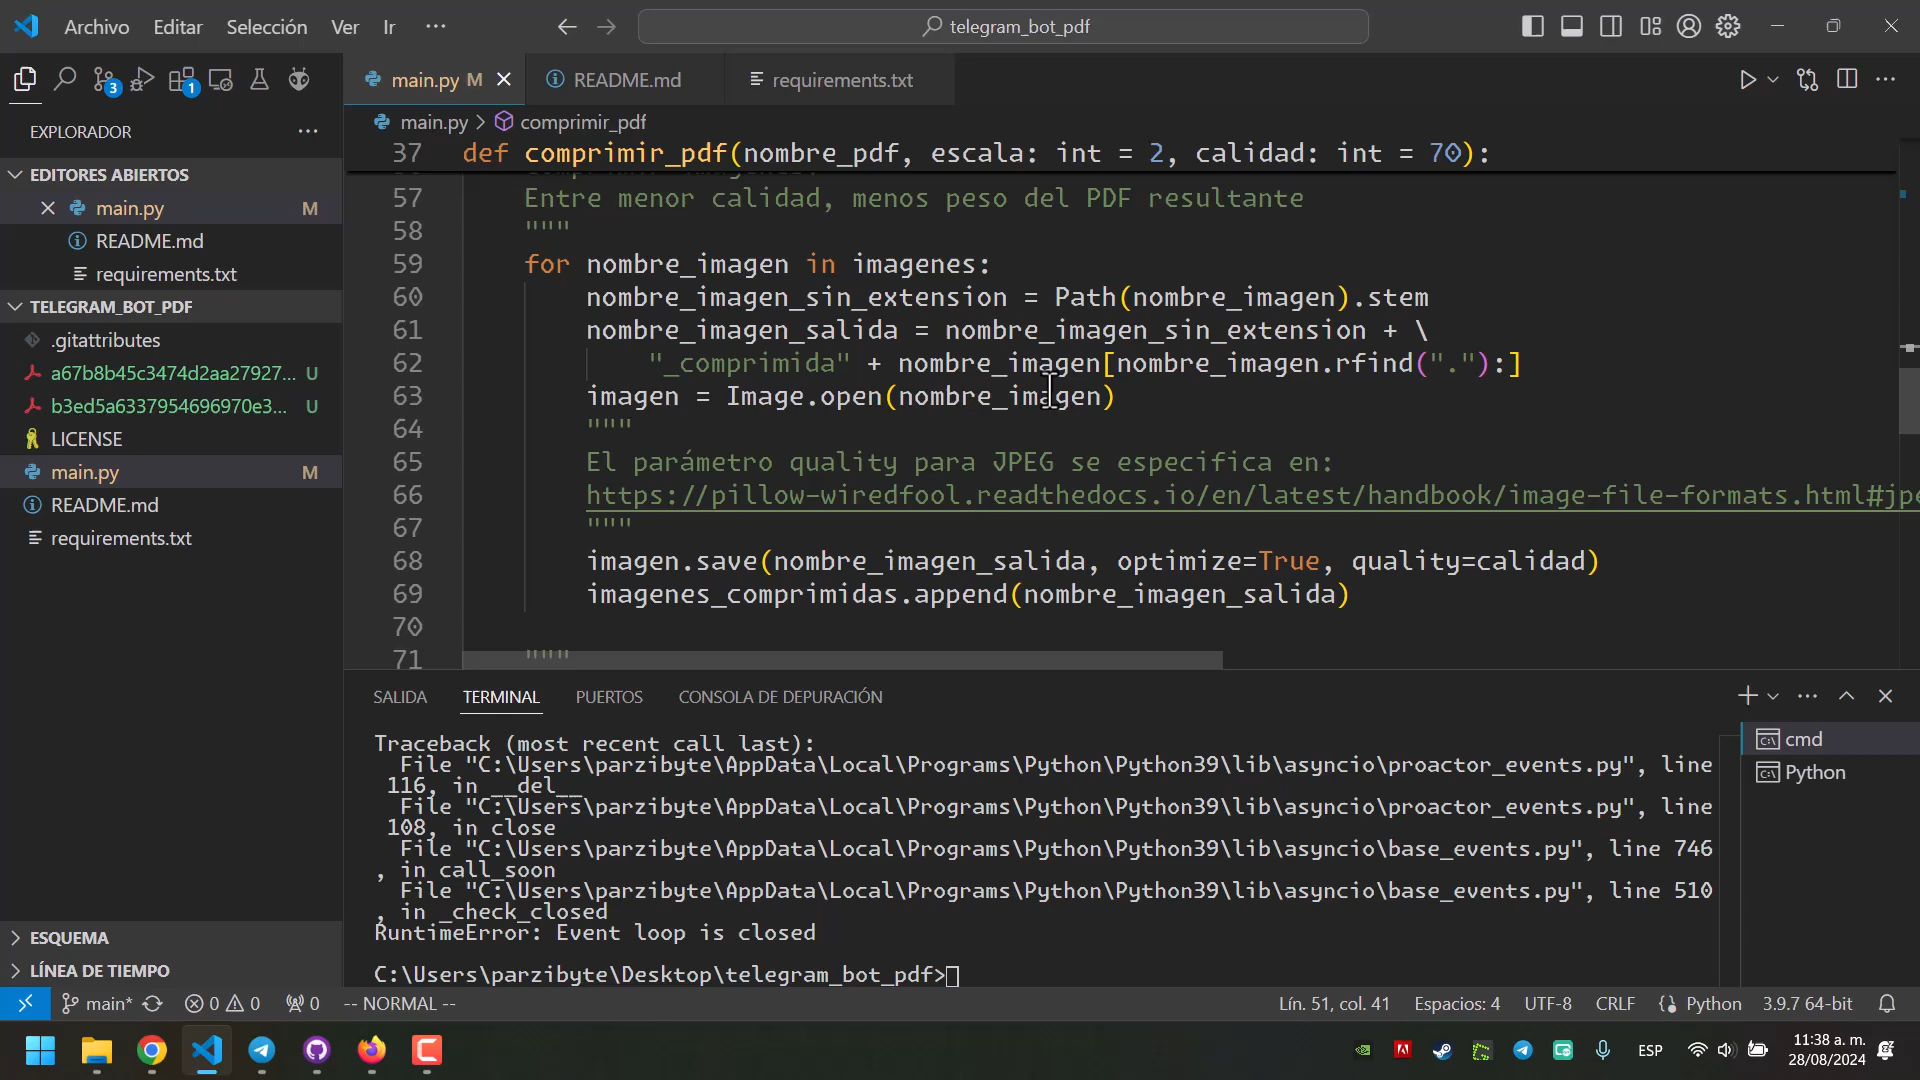 Archivo Editar Selección Ver Ir ··· telegram_bot_pdf
3 1
main.py M README.md requirements.txt
EXPLORADOR ···
main.py > comprimir_pdf
37 def comprimir_pdf(nombre_pdf, escala: int = 2, calidad: int = 70):
EDITORES ABIERTOS
main.py M
README.md
requirements.txt
TELEGRAM_BOT_PDF
.gitattributes
a67b8b45c3474d2aa27927... U
b3ed5a6337954696970e3... U
LICENSE
main.py M
README.md
requirements.txt
ESQUEMA
LÍNEA DE TIEMPO
57 Entre menor calidad, menos peso del PDF resultante
58 """
59 for nombre_imagen in imagenes:
60 nombre_imagen_sin_extension = Path(nombre_imagen).stem
61 nombre_imagen_salida = nombre_imagen_sin_extension + \
62 "_comprimida" + nombre_imagen[nombre_imagen.rfind("."):]
63 imagen = Image.open(nombre_imagen)
64 """
65 El parámetro quality para JPEG se especifica en:
66 https://pillow-wiredfool.readthedocs.io/en/latest/handbook/image-file-formats.html#jpe
67 """
68 imagen.save(nombre_imagen_salida, optimize=True, quality=calidad)
69 imagenes_comprimidas.append(nombre_imagen_salida)
70
71 """
SALIDA TERMINAL PUERTOS CONSOLA DE DEPURACIÓN
Traceback (most recent call last):
File "C:\Users\parzibyte\AppData\Local\Programs\Python\Python39\lib\asyncio\proactor_events.py", line
116, in __del__
File "C:\Users\parzibyte\AppData\Local\Programs\Python\Python39\lib\asyncio\proactor_events.py", line
108, in close
File "C:\Users\parzibyte\AppData\Local\Programs\Python\Python39\lib\asyncio\base_events.py", line 746
, in call_soon
File "C:\Users\parzibyte\AppData\Local\Programs\Python\Python39\lib\asyncio\base_events.py", line 510
, in _check_closed
RuntimeError: Event loop is closed
C:\Users\parzibyte\Desktop\telegram_bot_pdf>
cmd
Python
main* 0 0 0 -- NORMAL -- Lín. 51, col. 41 Espacios: 4 UTF-8 CRLF Python 3.9.7 64-bit
ESP 11:38 a. m.
28/08/2024